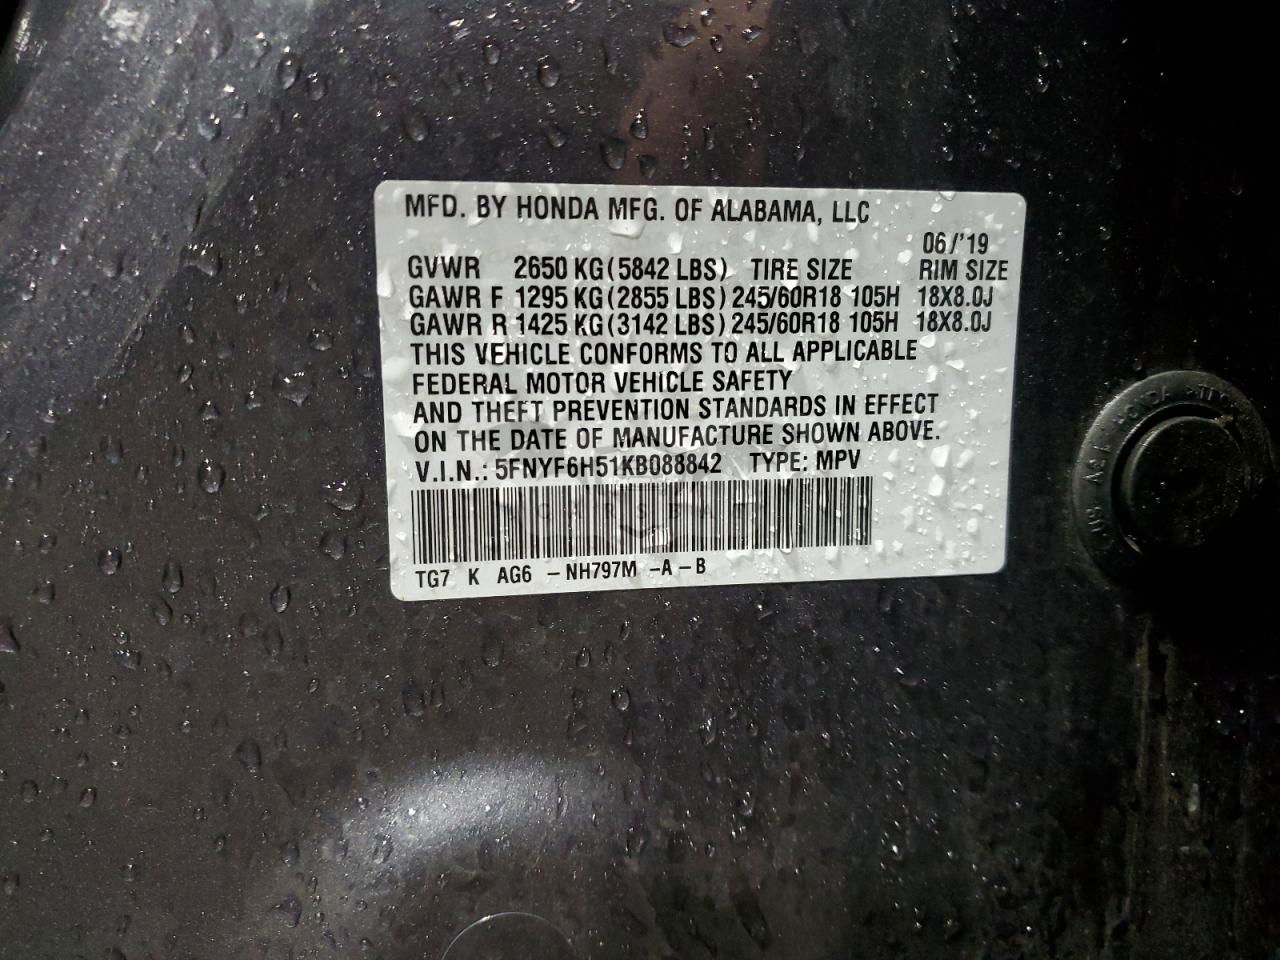 MFD. BY HONDA MFG. OF ALABAMA, LLC
06/'19
GVWR 2650 KG(5842 LBS) TIRE SIZE RIM SIZE
GAWR F 1295 KG(2855 LBS) 245/60R18 105H 18X8.0J
GAWR R 1425 KG(3142 LBS) 245/60R18 105H 18X8.0J
THIS VEHICLE CONFORMS TO ALL APPLICABLE
FEDERAL MOTOR VEHICLE SAFETY
AND THEFT PREVENTION STANDARDS IN EFFECT
ON THE DATE OF MANUFACTURE SHOWN ABOVE.
V.I.N.: 5FNYF6H51KB088842 TYPE: MPV
TG7 K AG6 -NH797M -A-B
HONDA